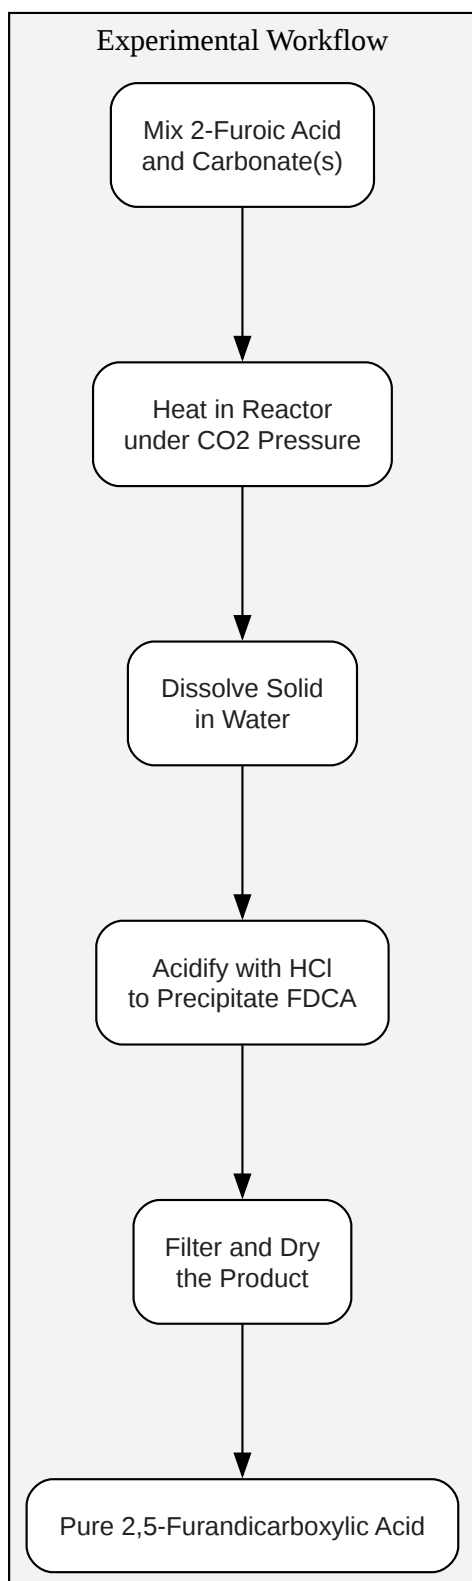 Experimental Workflow
Mix 2-Furoic Acid
and Carbonate(s)
Heat in Reactor
under CO2 Pressure
Dissolve Solid
in Water
Acidify with HCl
to Precipitate FDCA
Filter and Dry
the Product
Pure 2,5-Furandicarboxylic Acid